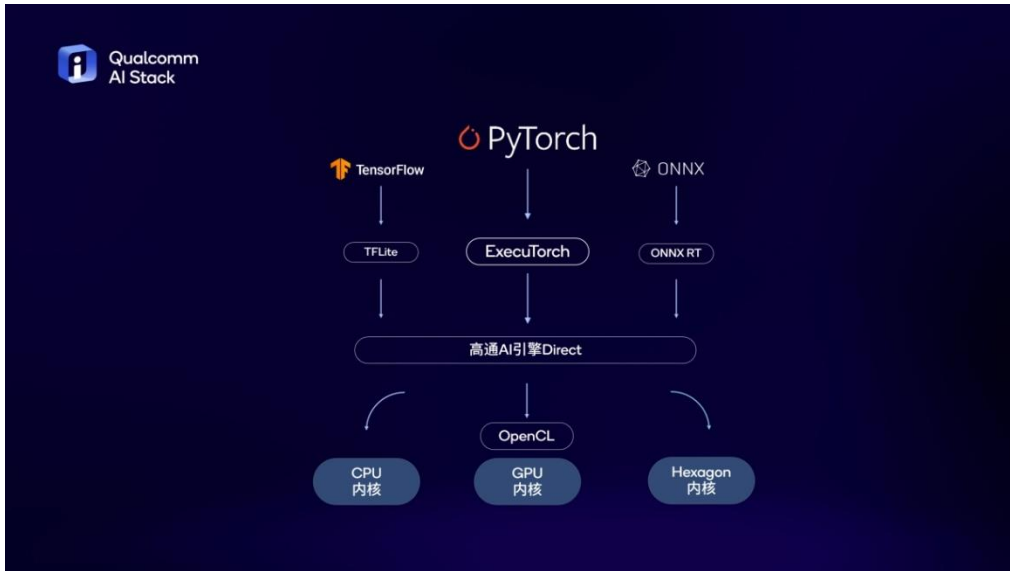 Qualcomm
AI Stack
PyTorch
TensorFlow
ONNX
TFLite
ExecuTorch
ONNX RT
高通AI引擎Direct
OpenCL
CPU
内核
GPU
内核
Hexagon
内核